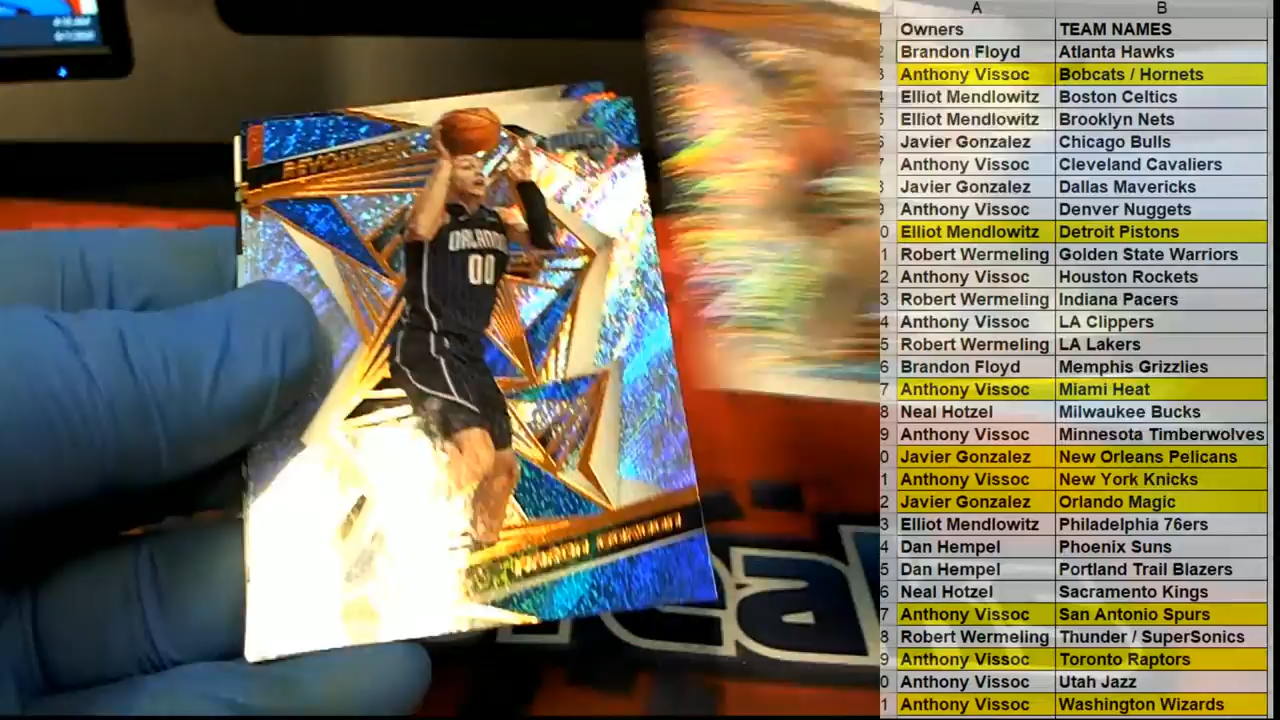 A B
Owners TEAM NAMES
Brandon Floyd Atlanta Hawks
Anthony Vissoc Bobcats / Hornets
Elliot Mendlowitz Boston Celtics
Elliot Mendlowitz Brooklyn Nets
Javier Gonzalez Chicago Bulls
Anthony Vissoc Cleveland Cavaliers
Javier Gonzalez Dallas Mavericks
Anthony Vissoc Denver Nuggets
Elliot Mendlowitz Detroit Pistons
Robert Wermeling Golden State Warriors
Anthony Vissoc Houston Rockets
Robert Wermeling Indiana Pacers
Anthony Vissoc LA Clippers
Robert Wermeling LA Lakers
Brandon Floyd Memphis Grizzlies
Anthony Vissoc Miami Heat
Neal Hotzel Milwaukee Bucks
Anthony Vissoc Minnesota Timberwolves
Javier Gonzalez New Orleans Pelicans
Anthony Vissoc New York Knicks
Javier Gonzalez Orlando Magic
Elliot Mendlowitz Philadelphia 76ers
Dan Hempel Phoenix Suns
Dan Hempel Portland Trail Blazers
Neal Hotzel Sacramento Kings
Anthony Vissoc San Antonio Spurs
Robert Wermeling Thunder / SuperSonics
Anthony Vissoc Toronto Raptors
Anthony Vissoc Utah Jazz
Anthony Vissoc Washington Wizards
ORLANDO
00
AARON GORDON